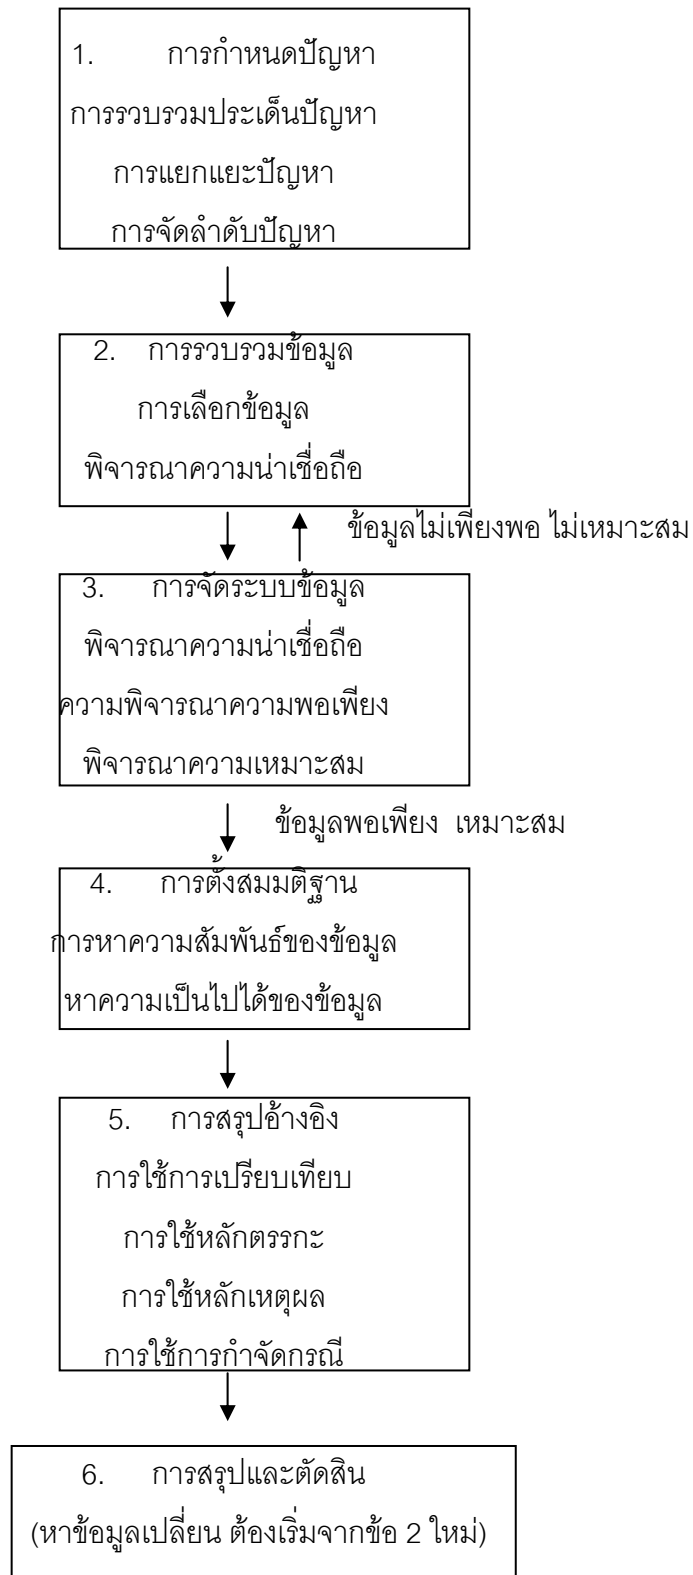 1. การกำหนดปัญหา
การรวบรวมประเด็นปัญหา
การแยกแยะปัญหา
การจัดลำดับปัญหา
2. การรวบรวมข้อมูล
การเลือกข้อมูล
พิจารณาความน่าเชื่อถือ
ข้อมูลไม่เพียงพอ ไม่เหมาะสม
3. การจัดระบบข้อมูล
พิจารณาความน่าเชื่อถือ
ความพิจารณาความพอเพียง
พิจารณาความเหมาะสม
ข้อมูลพอเพียง เหมาะสม
4. การตั้งสมมติฐาน
การหาความสัมพันธ์ของข้อมูล
หาความเป็นไปได้ของข้อมูล
5. การสรุปอ้างอิง
การใช้การเปรียบเทียบ
การใช้หลักตรรกะ
การใช้หลักเหตุผล
การใช้การกำจัดกรณี
6. การสรุปและตัดสิน
(หาข้อมูลเปลี่ยน ต้องเริ่มจากข้อ 2 ใหม่)